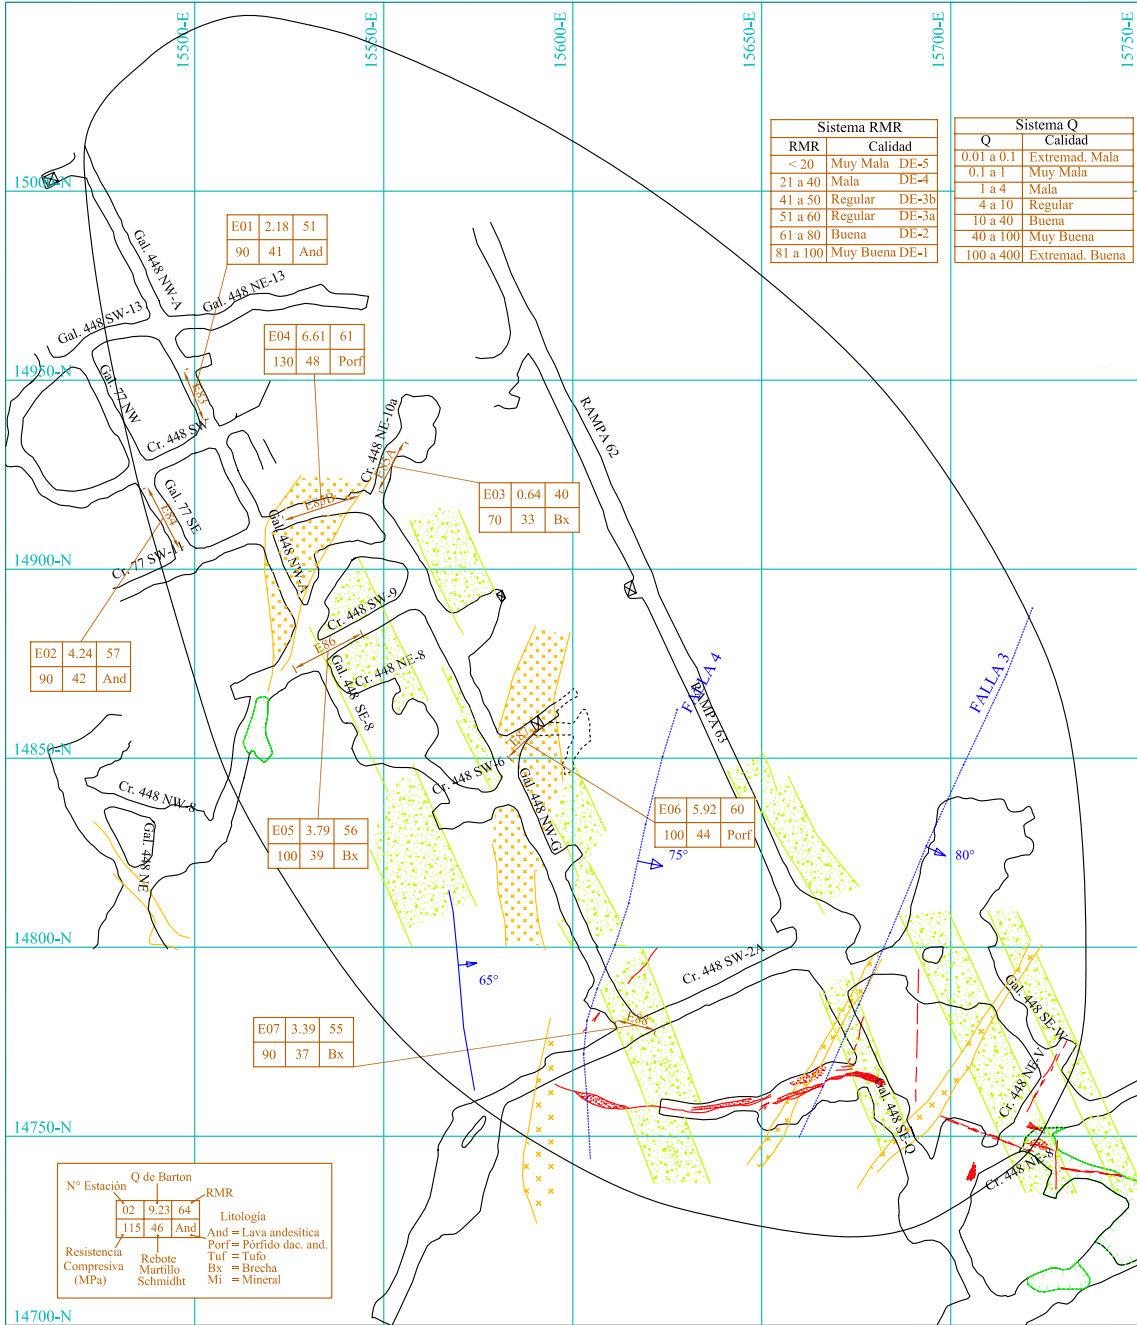 15500-E
15550-E
15600-E
15650-E
15700-E
15750-E
15000-N
14950-N
14900-N
14850-N
14800-N
14750-N
14700-N
Sistema RMR
RMR Calidad
< 20 Muy Mala DE-5
21 a 40 Mala DE-4
41 a 50 Regular DE-3b
51 a 60 Regular DE-3a
61 a 80 Buena DE-2
81 a 100 Muy Buena DE-1
Sistema Q
Q Calidad
0.01 a 0.1 Extremad. Mala
0.1 a 1 Muy Mala
1 a 4 Mala
4 a 10 Regular
10 a 40 Buena
40 a 100 Muy Buena
100 a 400 Extremad. Buena
E01 2.18 51
90 41 And
E04 6.61 61
130 48 Porf
E03 0.64 40
70 33 Bx
E02 4.24 57
90 42 And
E05 3.79 56
100 39 Bx
E06 5.92 60
100 44 Porf
E07 3.39 55
90 37 Bx
Gal. 448 NW-A
Gal. 448 NE-13
Gal. 448 SW-13
Gal. 77 NW
E83
Cr. 448 SW
Cr. 448 NE-10a
E85A
E85B
E84
Gal. 77 SE
Gal. 448 NW-A
Cr. 77 SW-11
RAMPA 62
Cr. 448 SW-9
E86
Cr. 448 NE-8
Gal. 448 SE-8
FALLA 4
FALLA 3
RAMPA 63
E87
Cr. 448 SW-6
Gal. 448 NW-G
Cr. 448 NW-8
Gal. 448 NE
75°
80°
65°
Cr. 448 SW-2A
E88
Gal. 448 SE-W
Cr. 448 NE-V
Gal. 448 SE-Q
Cr. 448 NE-8
Q de Barton
N° Estación
RMR
02 9.23 64
115 46 And
Litología
And = Lava andesítica
Porf = Pórfido dac. and.
Tuf = Tufo
Bx = Brecha
Mi = Mineral
Resistencia
Compresiva
(MPa)
Rebote
Martillo
Schmidht